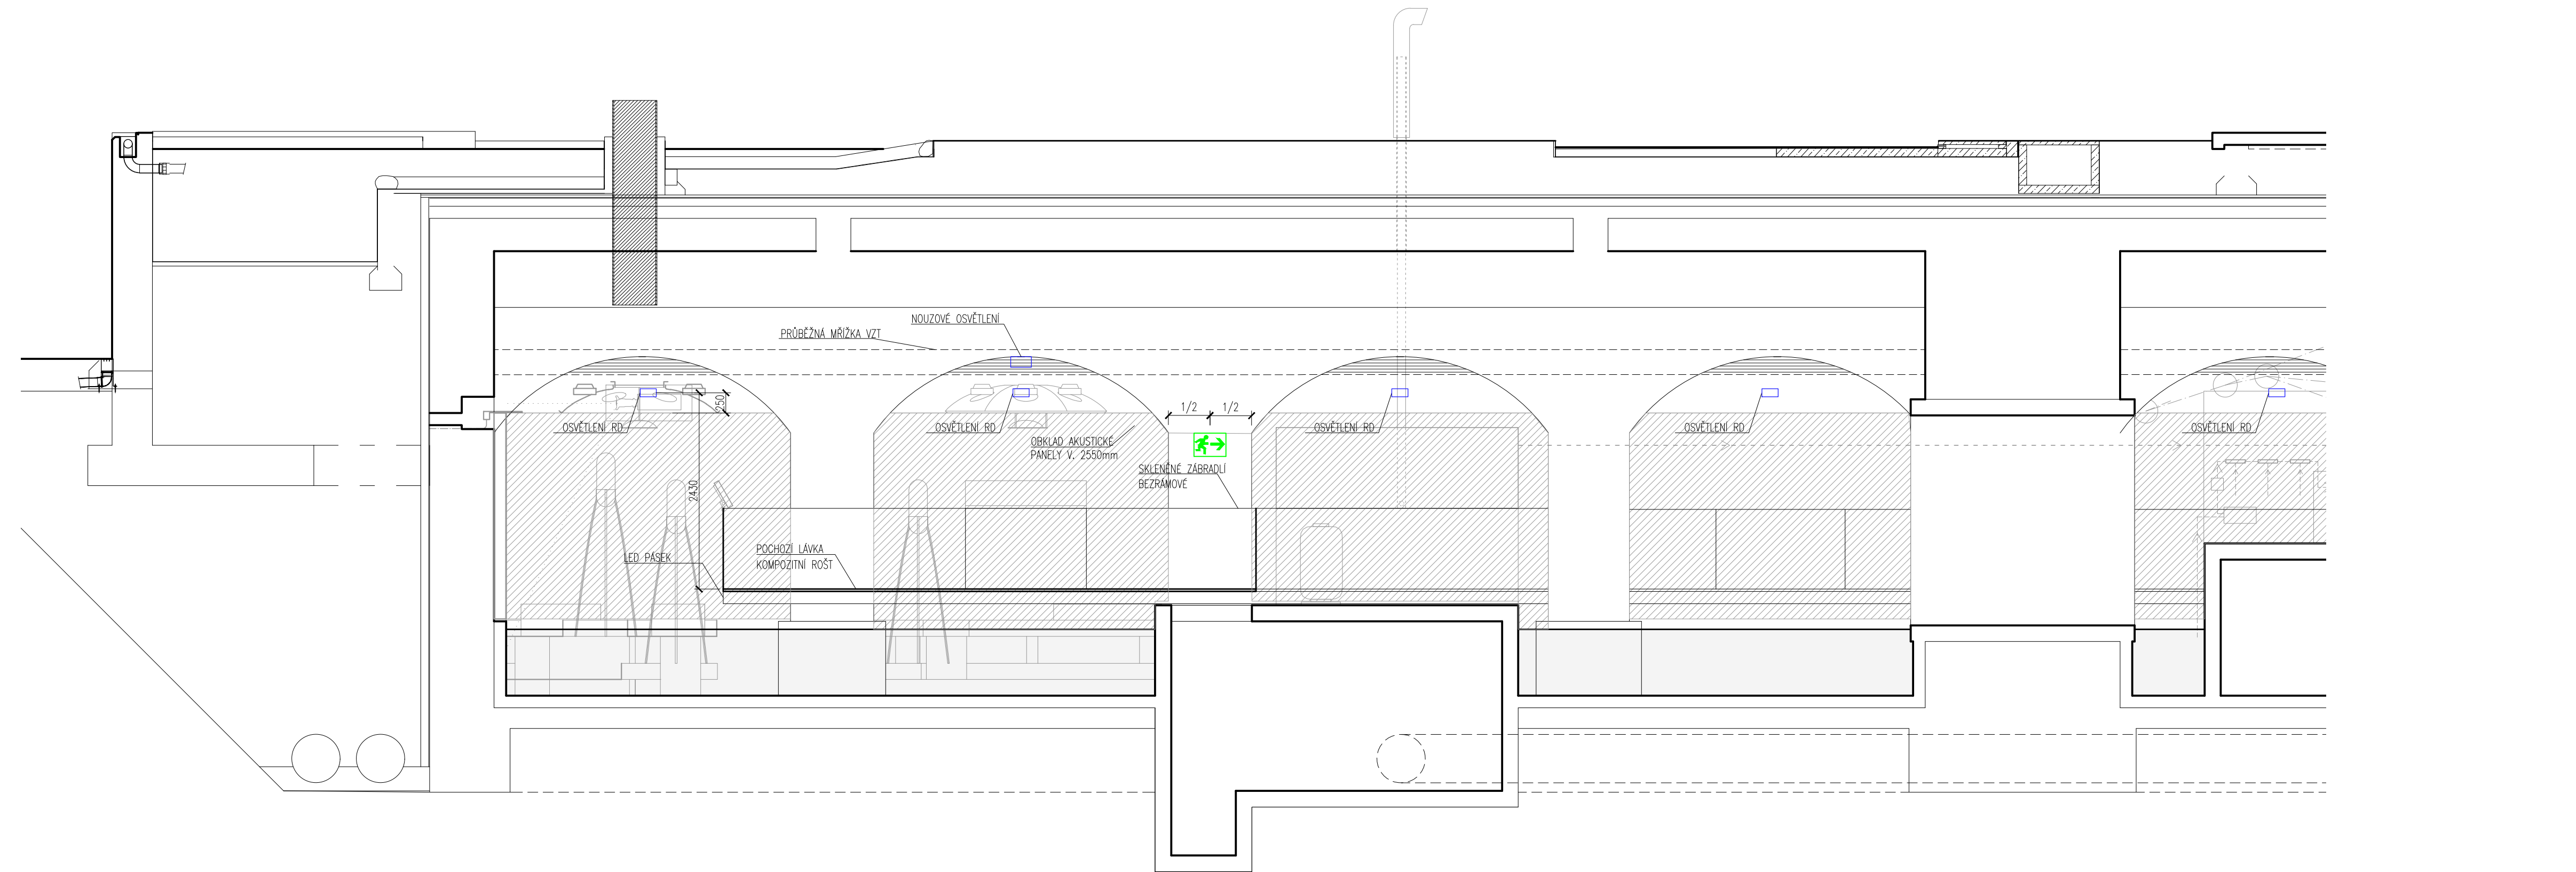 NOUZOVÉ OSVĚTLENÍ
PRŮBĚŽNÁ MŘÍŽKA VZT
250
1/2
1/2
OSVĚTLENÍ RD
OSVĚTLENÍ RD
OSVĚTLENÍ RD
OSVĚTLENÍ RD
OSVĚTLENÍ RD
OBKLAD AKUSTICKÉ
PANELY V. 2550mm
SKLENĚNÉ ZÁBRADLÍ
BEZRÁMOVÉ
2430
LED PÁSEK
POCHOZÍ LÁVKA
KOMPOZITNÍ ROŠT